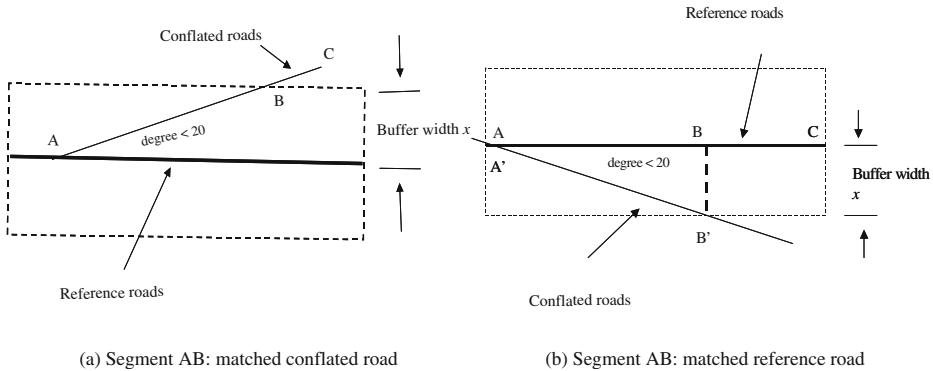 Conflated roads
C
B
A
degree < 20
Buffer width x
Reference roads
(a) Segment AB: matched conflated road
Reference roads
A
B
C
A’
degree < 20
Buffer width
x
B’
Conflated roads
(b) Segment AB: matched reference road